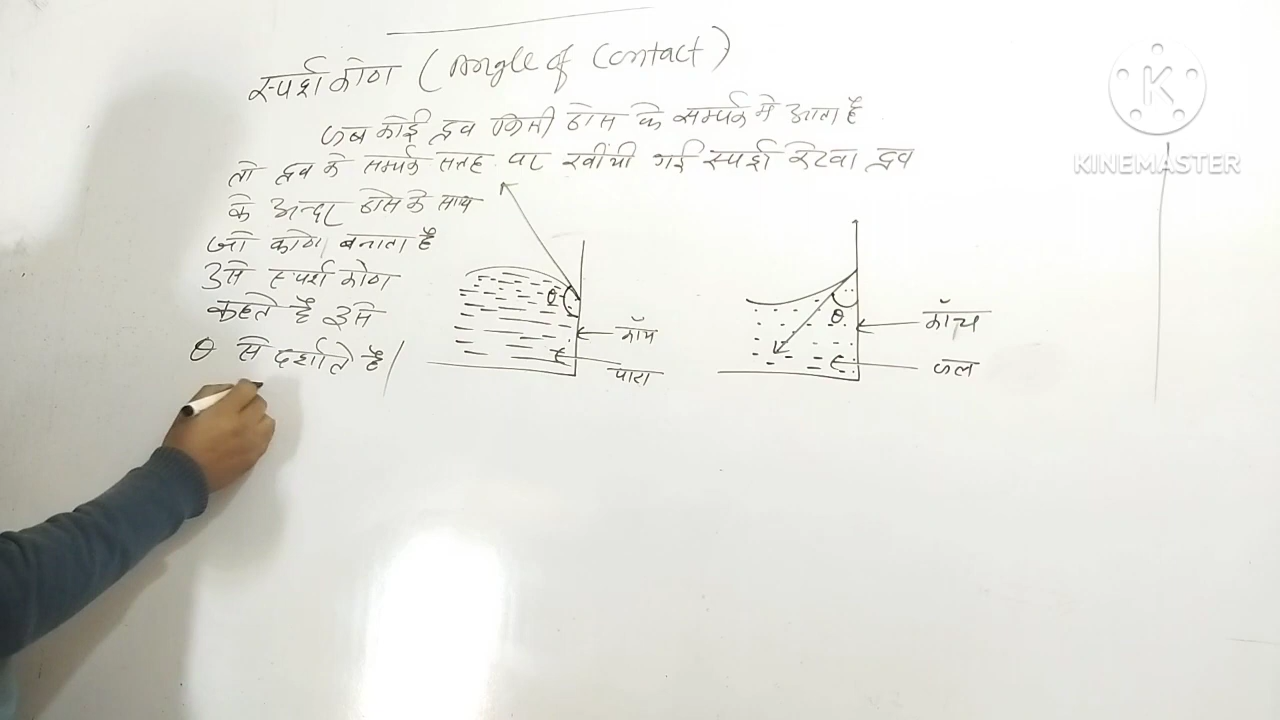 स्पर्श कोण (Angle of Contact)
जब कोई द्रव किसी ठोस के सम्पर्क में आता है
तो द्रव के सम्पर्क सतह पर खींची गई स्पर्श रेखा द्रव
के अन्दर ठोस के साथ
जो कोण बनाता है
उसे स्पर्श कोण
कहते हैं इसे
θ से दर्शाते है/
θ
काँच
पारा
θ
काँच
जल
K
KINEMASTER